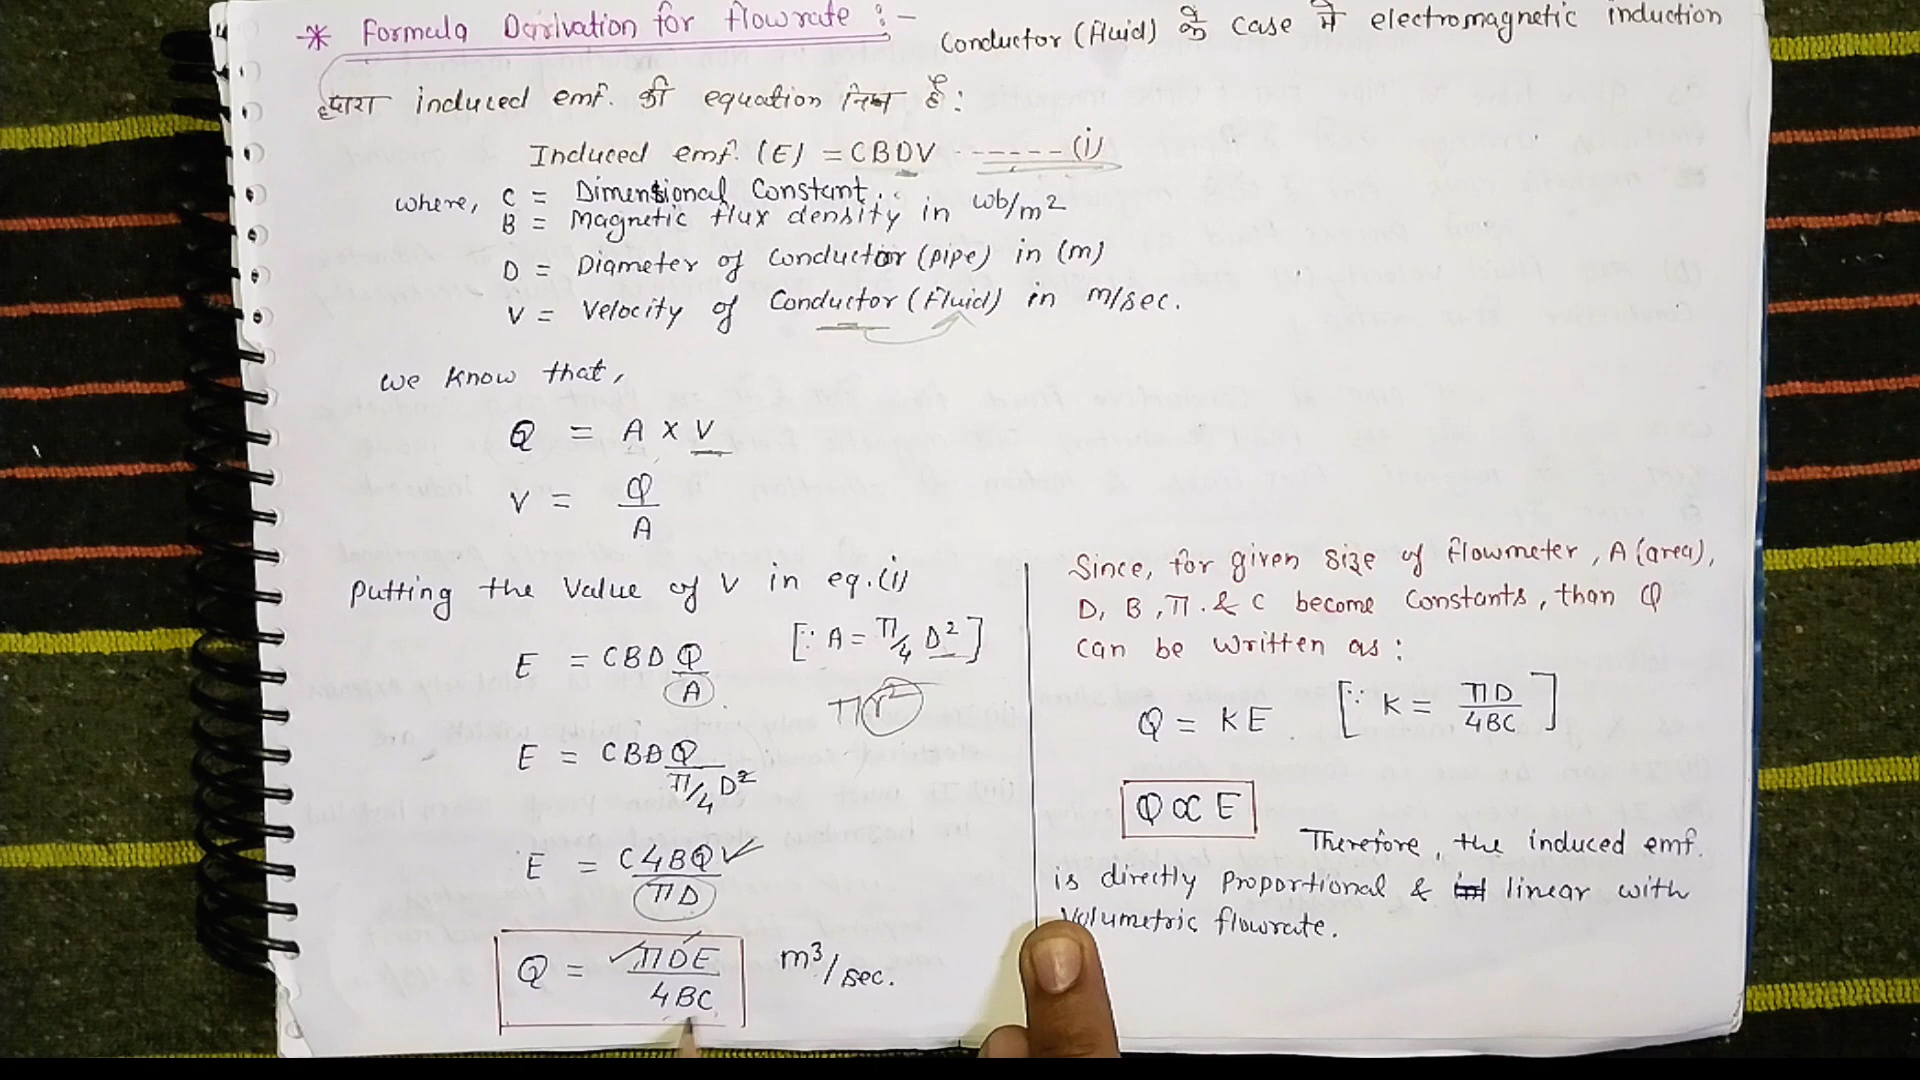 * Formula Darivation for flowrate :- Conductor (Fluid) के case में electromagnetic induction
द्वारा induced emf. की equation निम्न है:
Induced emf. (E) = CBDV ------ (i)
where, C = Dimensional Constant.
B = Magnetic flux density in wb/m2
D = Diameter of conductor (pipe) in (m)
V = Velocity of Conductor (Fluid) in m/sec.
we know that,
Q = A x V
V = Q/A
Putting the Value of V in eq.(i)
E = CBD Q/A [∵ A = π/4 D²]
πr²
E = CBD Q/(π/4 D²)
E = C4BQ/πD
Q = πDE/4BC m³/sec.
Since, for given size of flowmeter, A (area),
D, B, π. & C become Constants, than Q
can be written as:
Q = KE. [∵ K = πD/4BC]
Q ∝ E
Therefore, the induced emf.
is directly proportional & linear with
Volumetric flowrate.